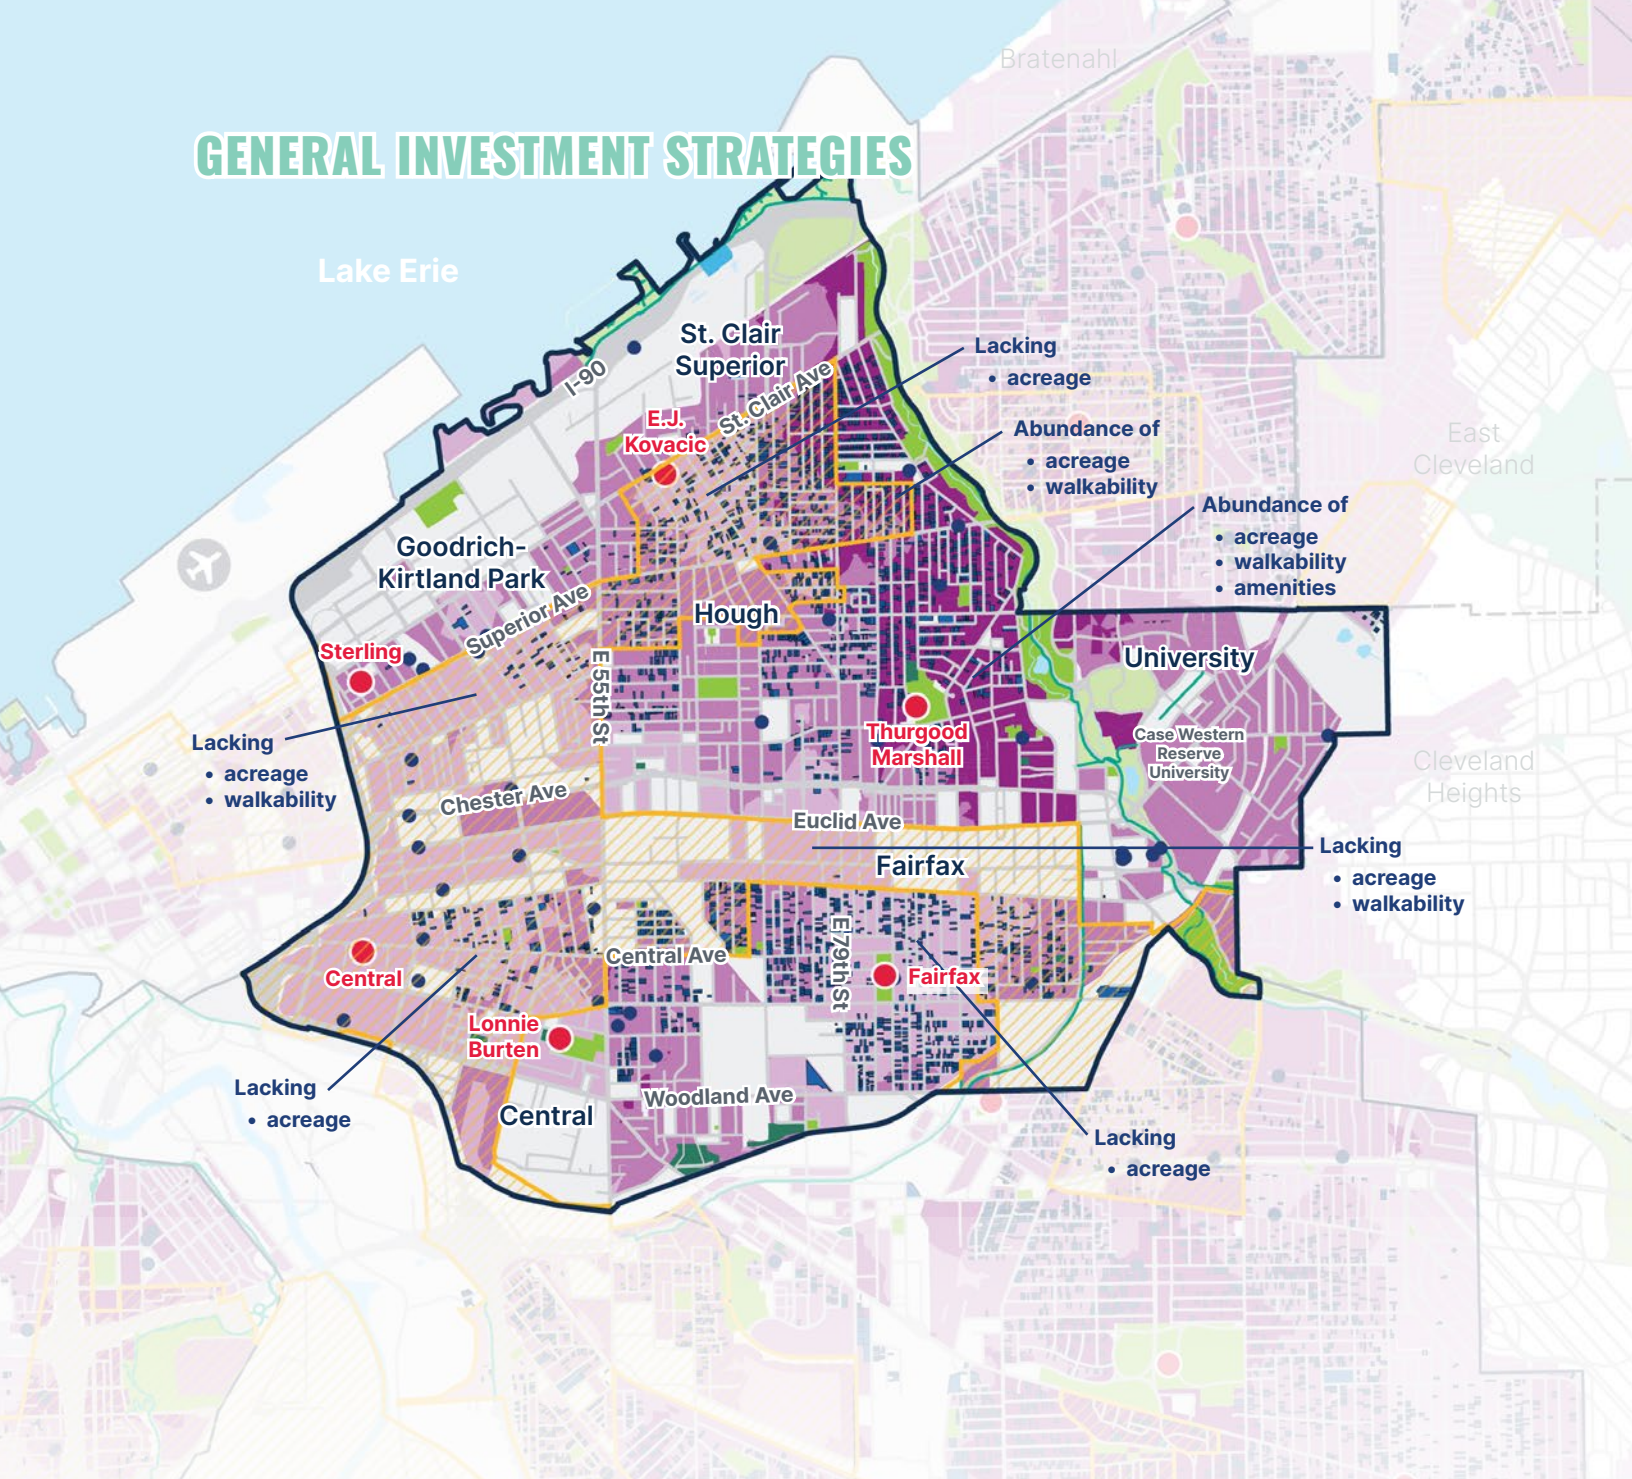 Bratenahl
GENERAL INVESTMENT STRATEGIES
Lake Erie
St. Clair
Superior
I-90
St. Clair Ave
Lacking
• acreage
E.J.
Kovacic
Abundance of
• acreage
• walkability
East
Cleveland
Abundance of
• acreage
• walkability
• amenities
Goodrich-
Kirtland Park
Superior Ave
Hough
Sterling
E 55th St
University
Lacking
• acreage
• walkability
Thurgood
Marshall
Case Western
Reserve
University
Cleveland
Heights
Chester Ave
Euclid Ave
Fairfax
Lacking
• acreage
• walkability
E 79th St
Central Ave
Central
Fairfax
Lonnie
Burten
Lacking
• acreage
Woodland Ave
Central
Lacking
• acreage